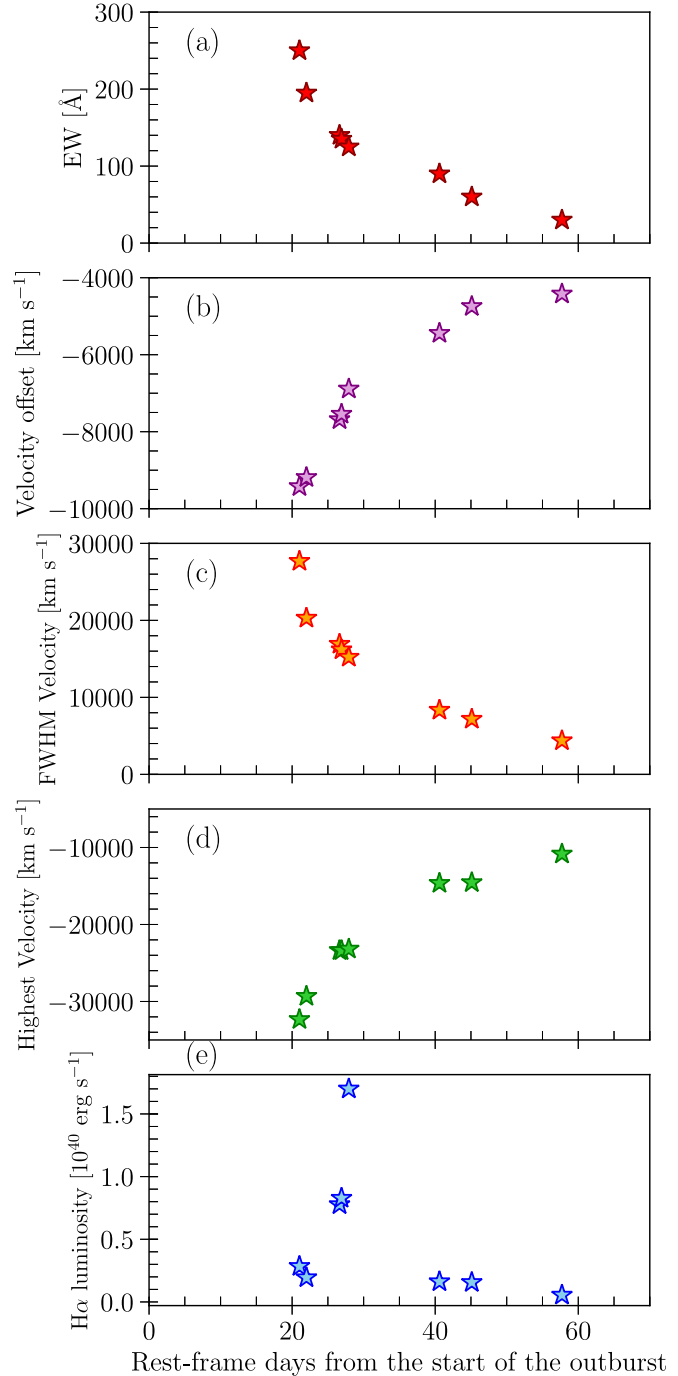 (a)
EW [Å]
300
200
100
0
(b)
Velocity offset [km s⁻¹]
−4000
−6000
−8000
−10000
(c)
FWHM Velocity [km s⁻¹]
30000
20000
10000
0
(d)
Highest Velocity [km s⁻¹]
−10000
−20000
−30000
(e)
Hα luminosity [10⁴⁰ erg s⁻¹]
1.5
1.0
0.5
0.0
0 20 40 60
Rest-frame days from the start of the outburst